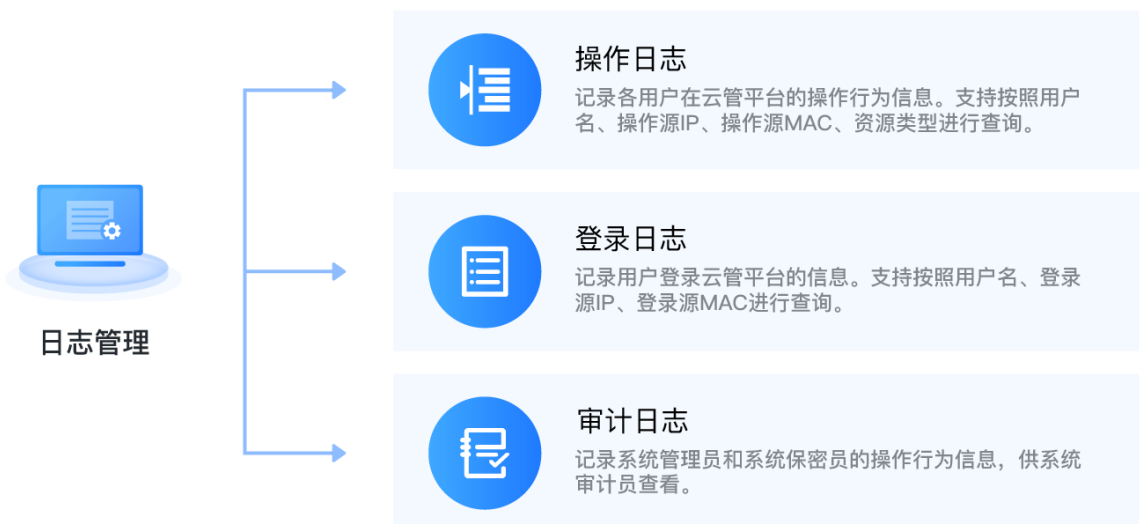 操作日志
记录各用户在云管平台的操作行为信息。支持按照用户
名、操作源IP、操作源MAC、资源类型进行查询。
登录日志
记录用户登录云管平台的信息。支持按照用户名、登录
源IP、登录源MAC进行查询。
日志管理
审计日志
记录系统管理员和系统保密员的操作行为信息，供系统
审计员查看。